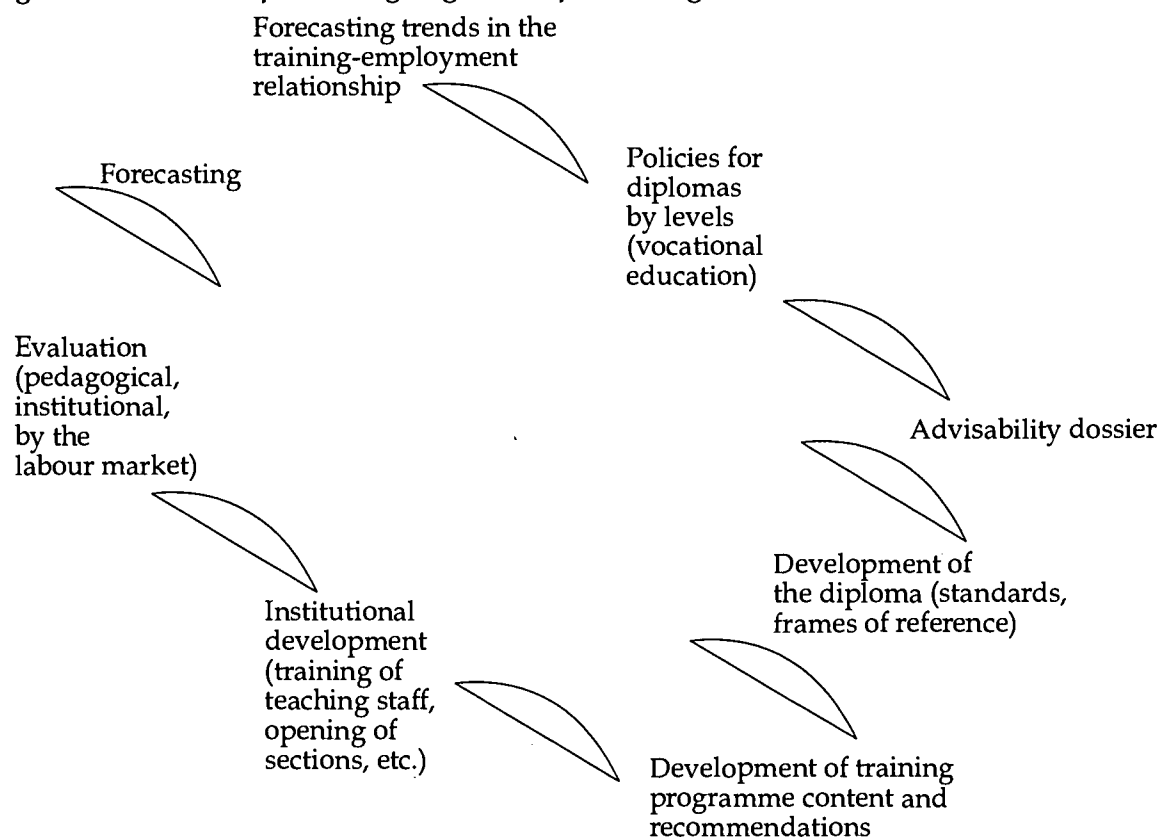 Forecasting trends in the
training-employment
relationship
Forecasting
Policies for
diplomas
by levels
(vocational
education)
Evaluation
(pedagogical,
institutional,
by the
labour market)
Advisability dossier
Development of
the diploma (standards,
frames of reference)
Institutional
development
(training of
teaching staff,
opening of
sections, etc.)
Development of training
programme content and
recommendations